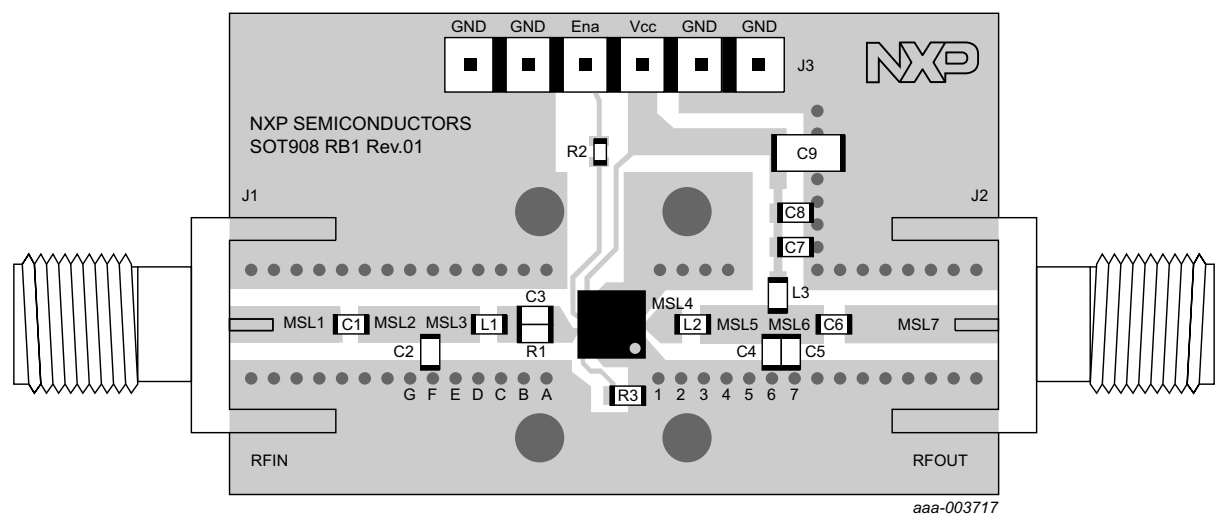 GND GND Ena Vcc GND GND
J3
NXP
NXP SEMICONDUCTORS
SOT908 RB1 Rev.01
R2
C9
J1
J2
C8
C7
C3
L3
MSL4
MSL1 C1 MSL2 MSL3 L1 L2 MSL5 MSL6 C6 MSL7
C2 R1 C4 C5
G F E D C B A R3 1 2 3 4 5 6 7
RFIN RFOUT
aaa-003717